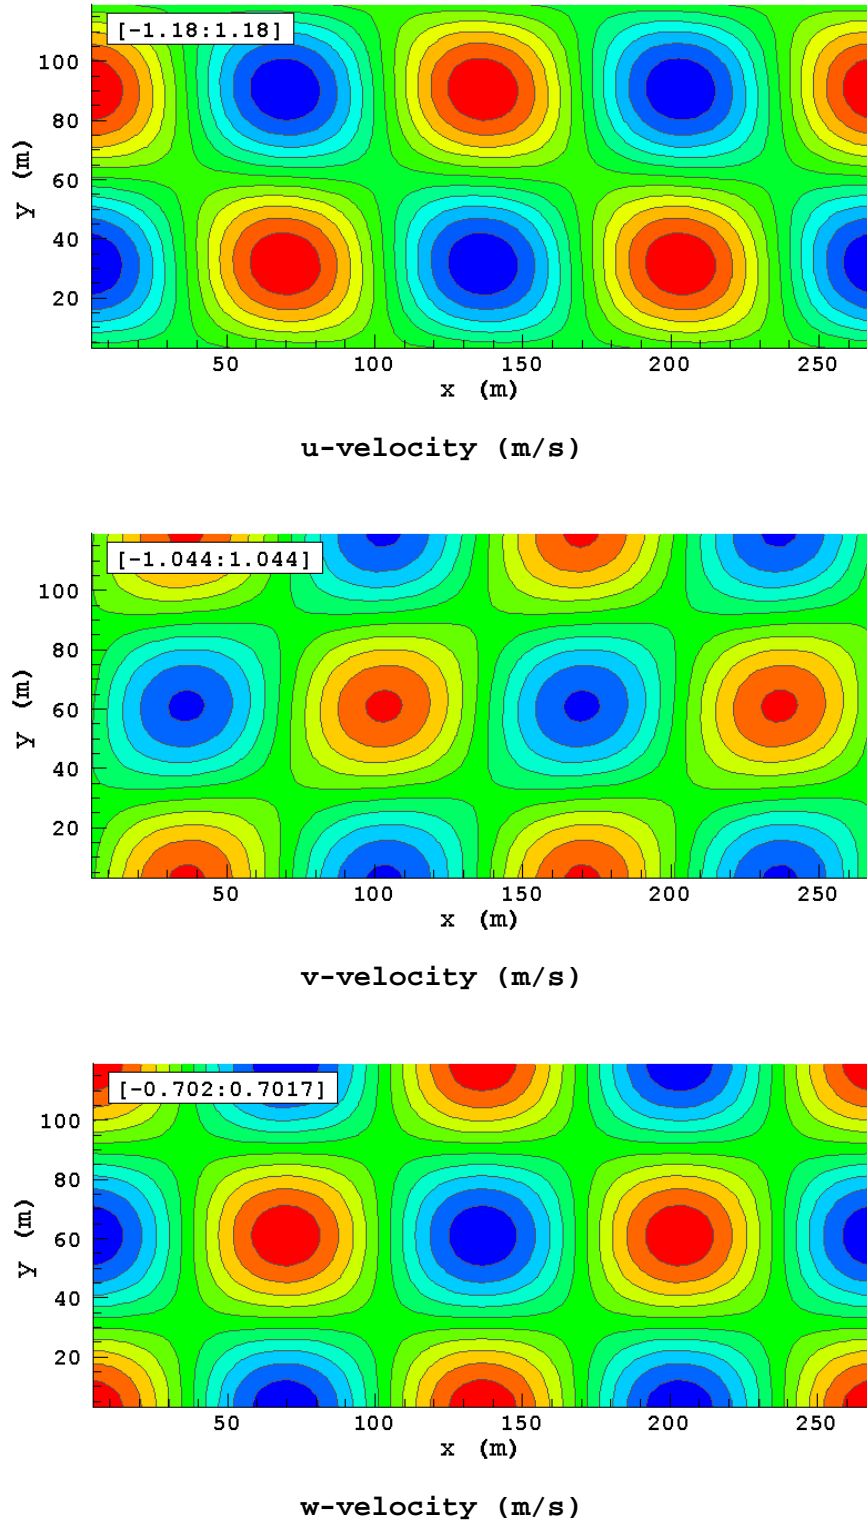 [-1.18:1.18]
100
80
60
40
20
y (m)
50 100 150 200 250
x (m)
u-velocity (m/s)
[-1.044:1.044]
100
80
60
40
20
y (m)
50 100 150 200 250
x (m)
v-velocity (m/s)
[-0.702:0.7017]
100
80
60
40
20
y (m)
50 100 150 200 250
x (m)
w-velocity (m/s)